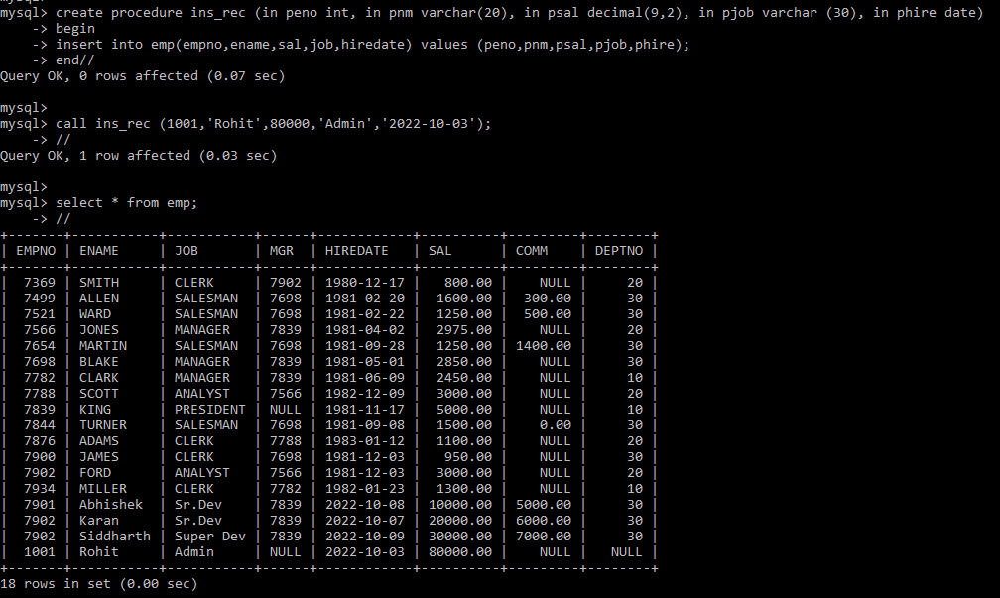 mysql>
mysql> create procedure ins_rec (in peno int, in pnm varchar(20), in psal decimal(9,2), in pjob varchar (30), in phire date)
    -> begin
    -> insert into emp(empno,ename,sal,job,hiredate) values (peno,pnm,psal,pjob,phire);
    -> end//
Query OK, 0 rows affected (0.07 sec)
mysql>
mysql> call ins_rec (1001,'Rohit',80000,'Admin','2022-10-03');
    -> //
Query OK, 1 row affected (0.03 sec)
mysql>
mysql> select * from emp;
    -> //
+-------+-----------+-----------+------+------------+----------+---------+--------+
| EMPNO | ENAME     | JOB       | MGR  | HIREDATE   | SAL      | COMM    | DEPTNO |
+-------+-----------+-----------+------+------------+----------+---------+--------+
|  7369 | SMITH     | CLERK     | 7902 | 1980-12-17 |   800.00 |    NULL |     20 |
|  7499 | ALLEN     | SALESMAN  | 7698 | 1981-02-20 |  1600.00 |  300.00 |     30 |
|  7521 | WARD      | SALESMAN  | 7698 | 1981-02-22 |  1250.00 |  500.00 |     30 |
|  7566 | JONES     | MANAGER   | 7839 | 1981-04-02 |  2975.00 |    NULL |     20 |
|  7654 | MARTIN    | SALESMAN  | 7698 | 1981-09-28 |  1250.00 | 1400.00 |     30 |
|  7698 | BLAKE     | MANAGER   | 7839 | 1981-05-01 |  2850.00 |    NULL |     30 |
|  7782 | CLARK     | MANAGER   | 7839 | 1981-06-09 |  2450.00 |    NULL |     10 |
|  7788 | SCOTT     | ANALYST   | 7566 | 1982-12-09 |  3000.00 |    NULL |     20 |
|  7839 | KING      | PRESIDENT | NULL | 1981-11-17 |  5000.00 |    NULL |     10 |
|  7844 | TURNER    | SALESMAN  | 7698 | 1981-09-08 |  1500.00 |    0.00 |     30 |
|  7876 | ADAMS     | CLERK     | 7788 | 1983-01-12 |  1100.00 |    NULL |     20 |
|  7900 | JAMES     | CLERK     | 7698 | 1981-12-03 |   950.00 |    NULL |     30 |
|  7902 | FORD      | ANALYST   | 7566 | 1981-12-03 |  3000.00 |    NULL |     20 |
|  7934 | MILLER    | CLERK     | 7782 | 1982-01-23 |  1300.00 |    NULL |     10 |
|  7901 | Abhishek  | Sr.Dev    | 7839 | 2022-10-08 | 10000.00 | 5000.00 |     30 |
|  7902 | Karan     | Sr.Dev    | 7839 | 2022-10-07 | 20000.00 | 6000.00 |     30 |
|  7902 | Siddharth | Super Dev | 7839 | 2022-10-09 | 30000.00 | 7000.00 |     30 |
|  1001 | Rohit     | Admin     | NULL | 2022-10-03 | 80000.00 |    NULL |   NULL |
+-------+-----------+-----------+------+------------+----------+---------+--------+
18 rows in set (0.00 sec)